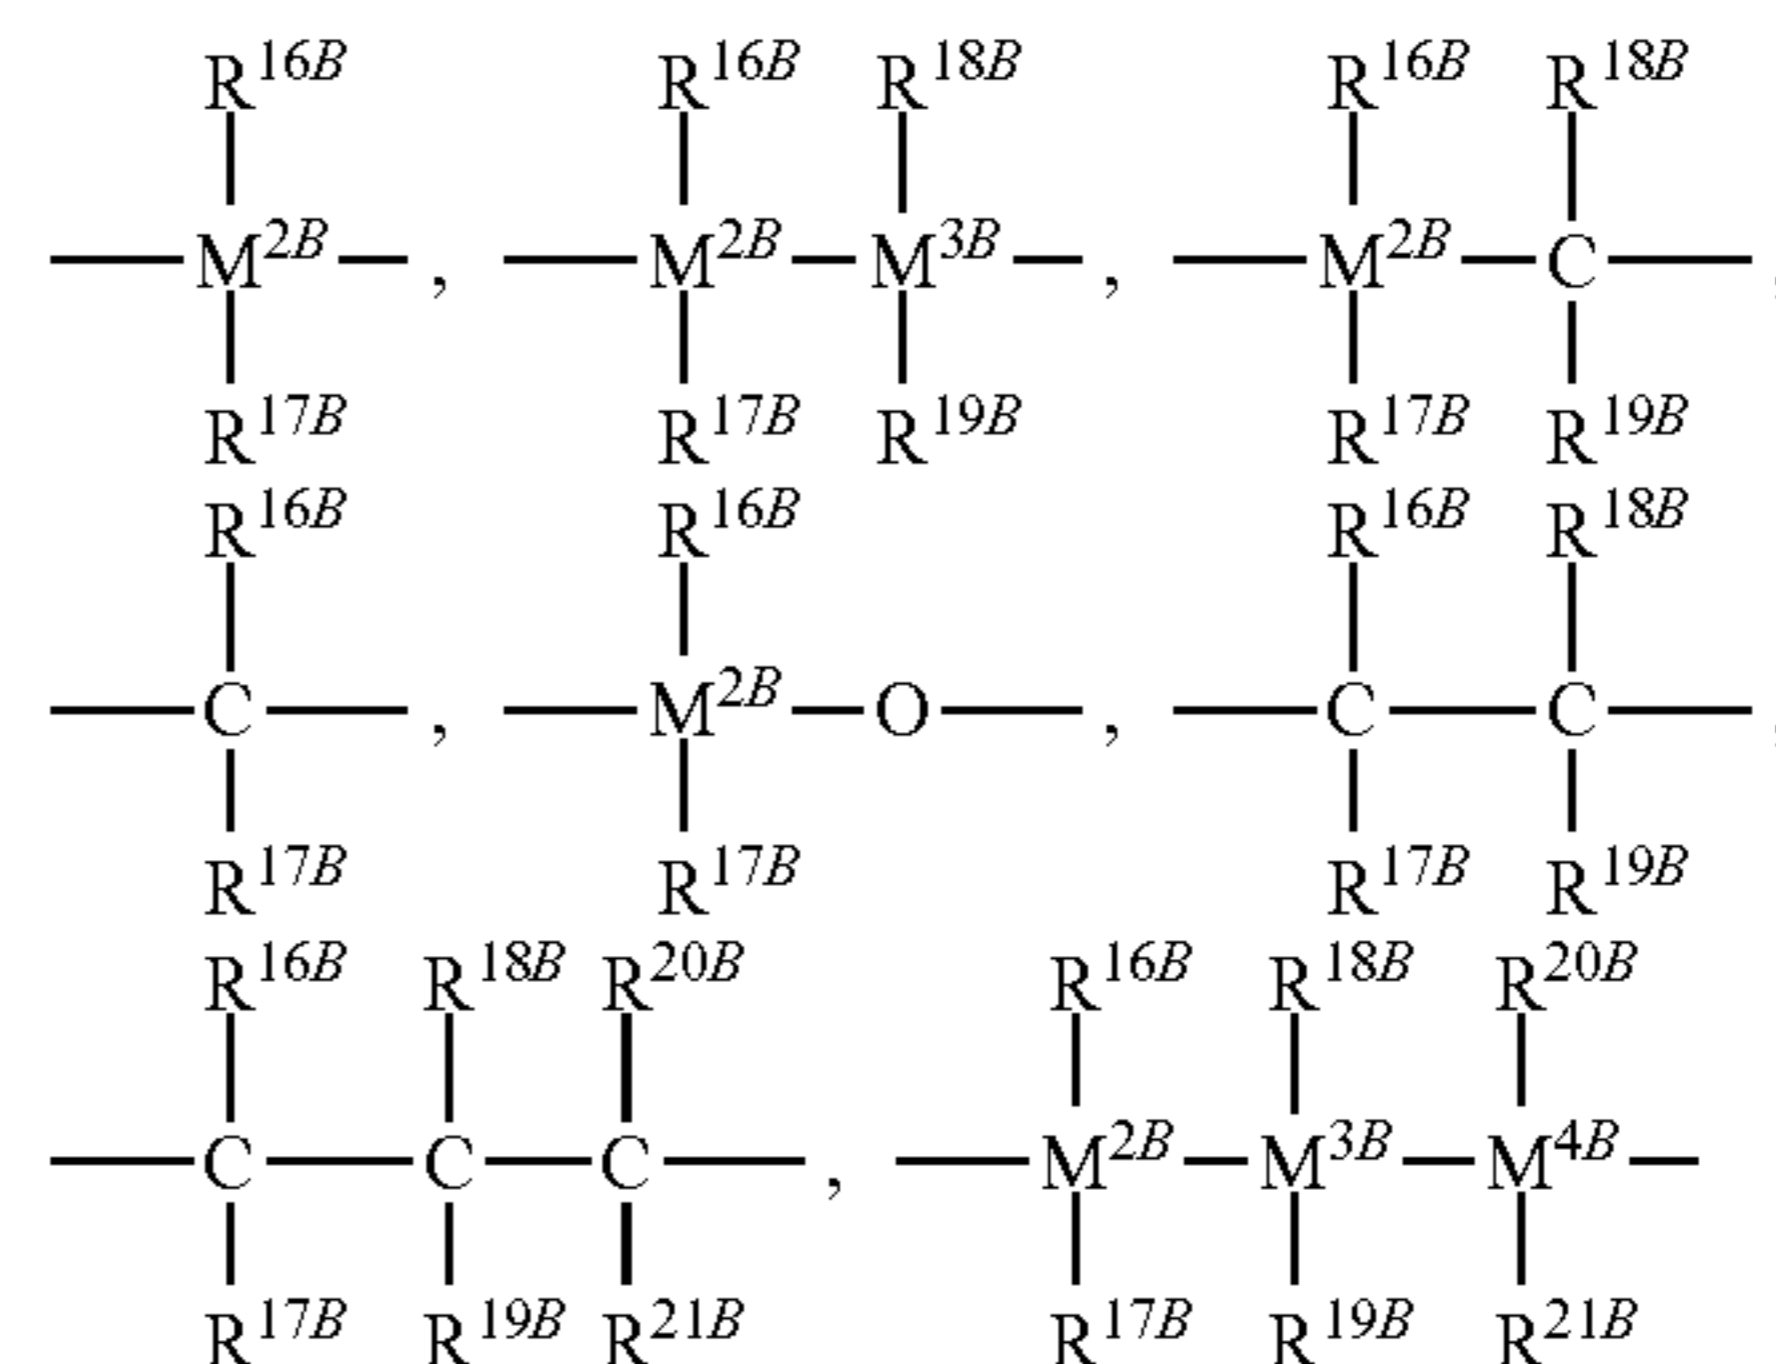 R16B R16B R18B R16B R18B
M2B , M2B M3B , M2B C ,
R17B R17B R19B R17B R19B
R16B R16B R16B R18B
C , M2B O , C C ,
R17B R17B R17B R19B
R16B R18B R20B R16B R18B R20B
C C C , M2B M3B M4B
R17B R19B R21B R17B R19B R21B